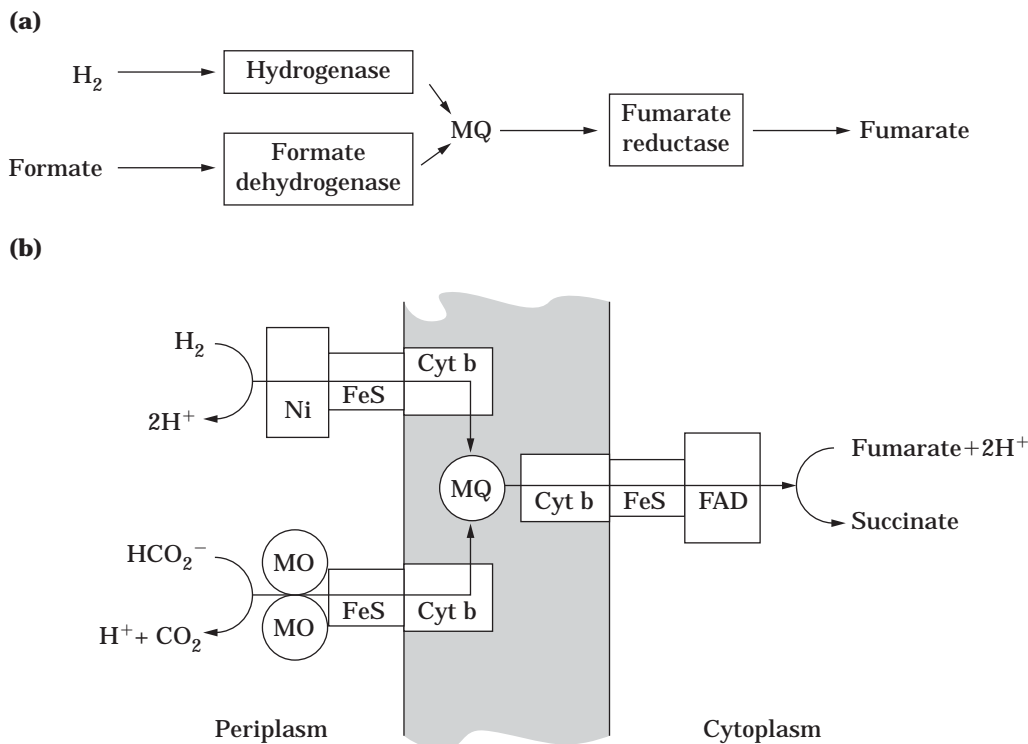 (a)
H₂
Hydrogenase
MQ
Fumarate
reductase
Fumarate
Formate
Formate
dehydrogenase
(b)
H₂
2H⁺
Ni
FeS
Cyt b
MQ
Cyt b
FeS
FAD
Fumarate+2H⁺
Succinate
HCO₂⁻
H⁺+ CO₂
MO
MO
FeS
Cyt b
Periplasm
Cytoplasm